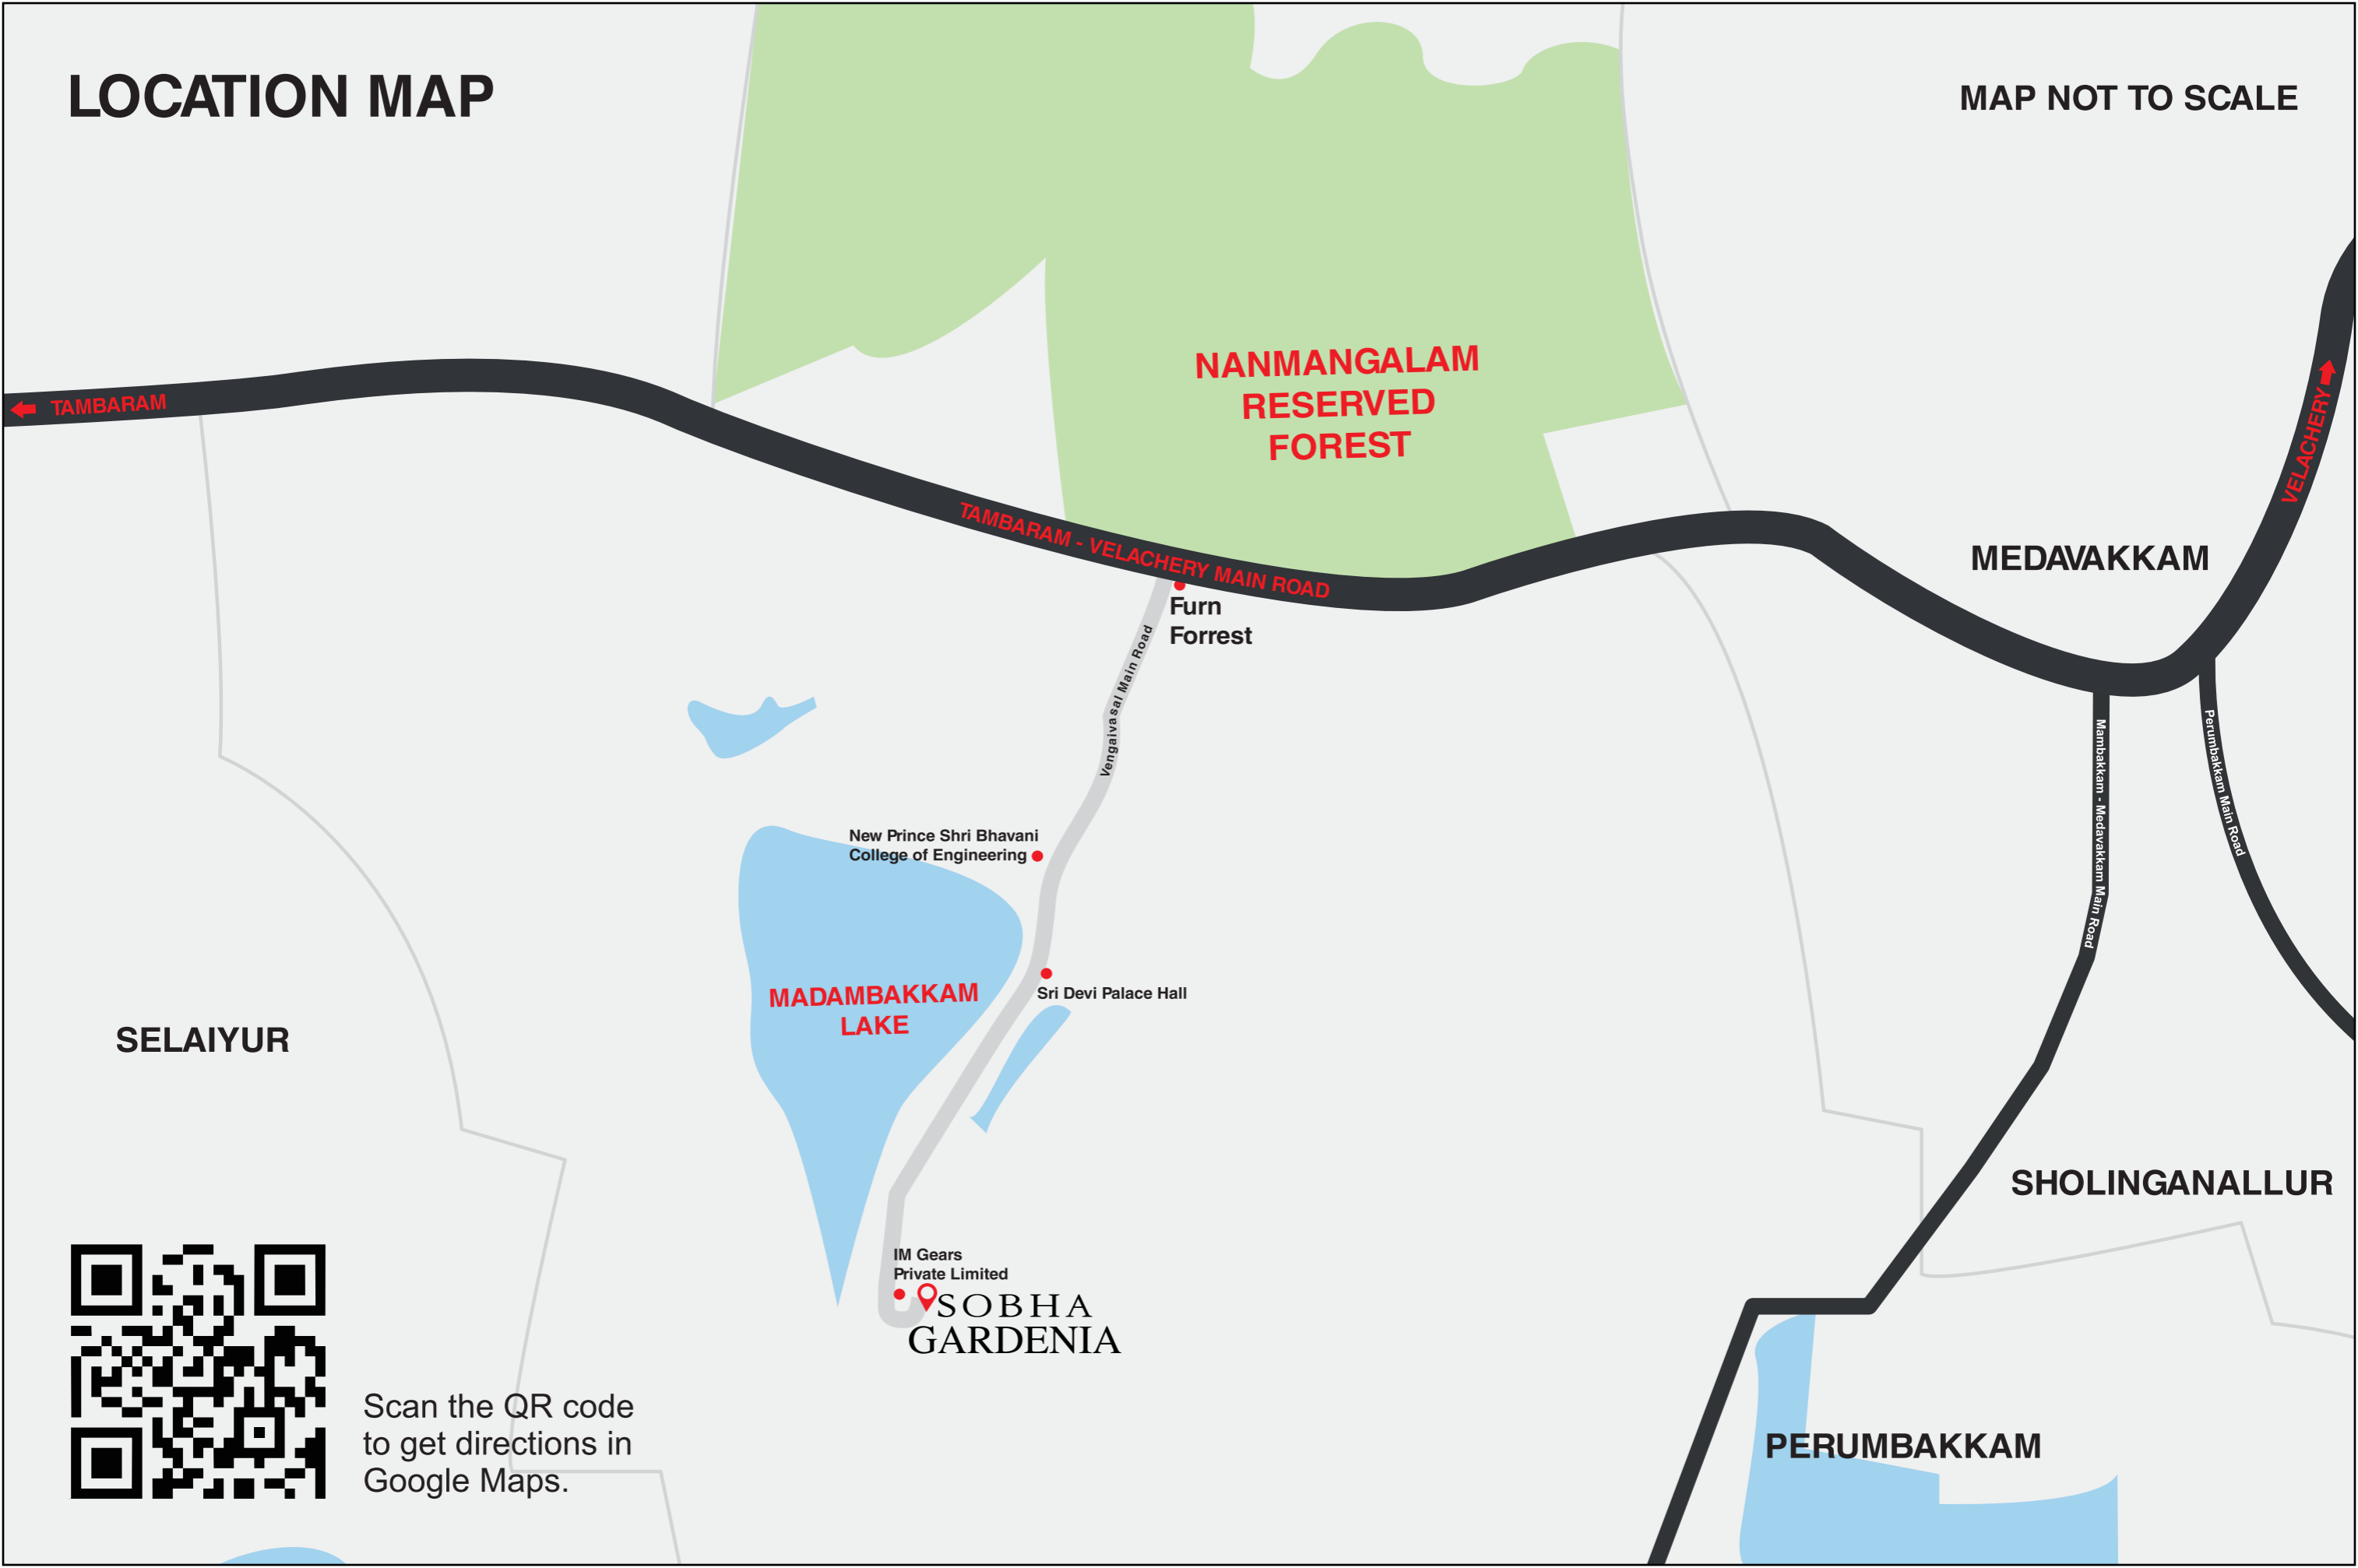 LOCATION MAP
MAP NOT TO SCALE
NANMANGALAM
RESERVED
FOREST
TAMBARAM
VELACHERY
TAMBARAM - VELACHERY MAIN ROAD
MEDAVAKKAM
Furn
Forrest
Vengaivasal Main Road
Mambakkam - Medavakkam Main Road
Perumbakkam Main Road
New Prince Shri Bhavani
College of Engineering
Sri Devi Palace Hall
MADAMBAKKAM
LAKE
SELAIYUR
SHOLINGANALLUR
IM Gears
Private Limited
SOBHA
GARDENIA
Scan the QR code
to get directions in
Google Maps.
PERUMBAKKAM